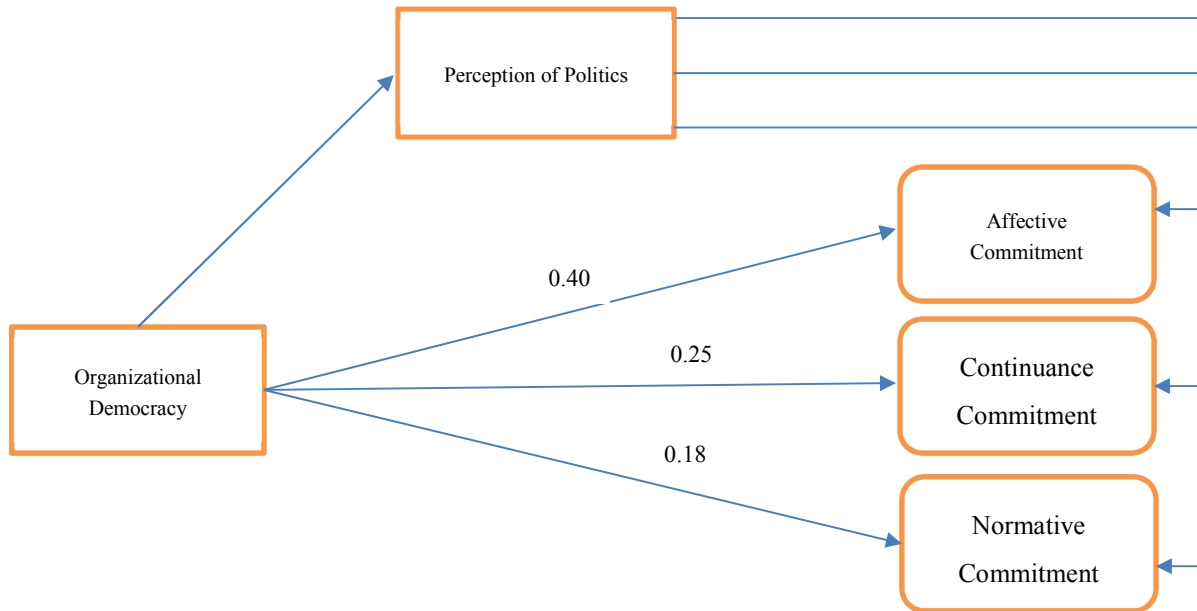 Perception of Politics
Affective
Commitment
0.40
0.25
Organizational
Democracy
Continuance
Commitment
0.18
Normative
Commitment